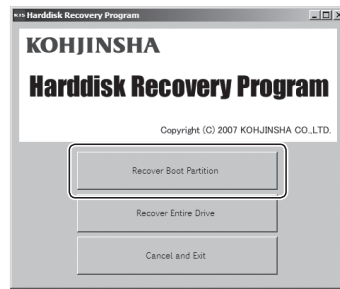 KJS Harddisk Recovery Program
KOHJINSHA
Harddisk Recovery Program
Copyright (C) 2007 KOHJINSHA CO.,LTD.
Recover Boot Partition
Recover Entire Drive
Cancel and Exit